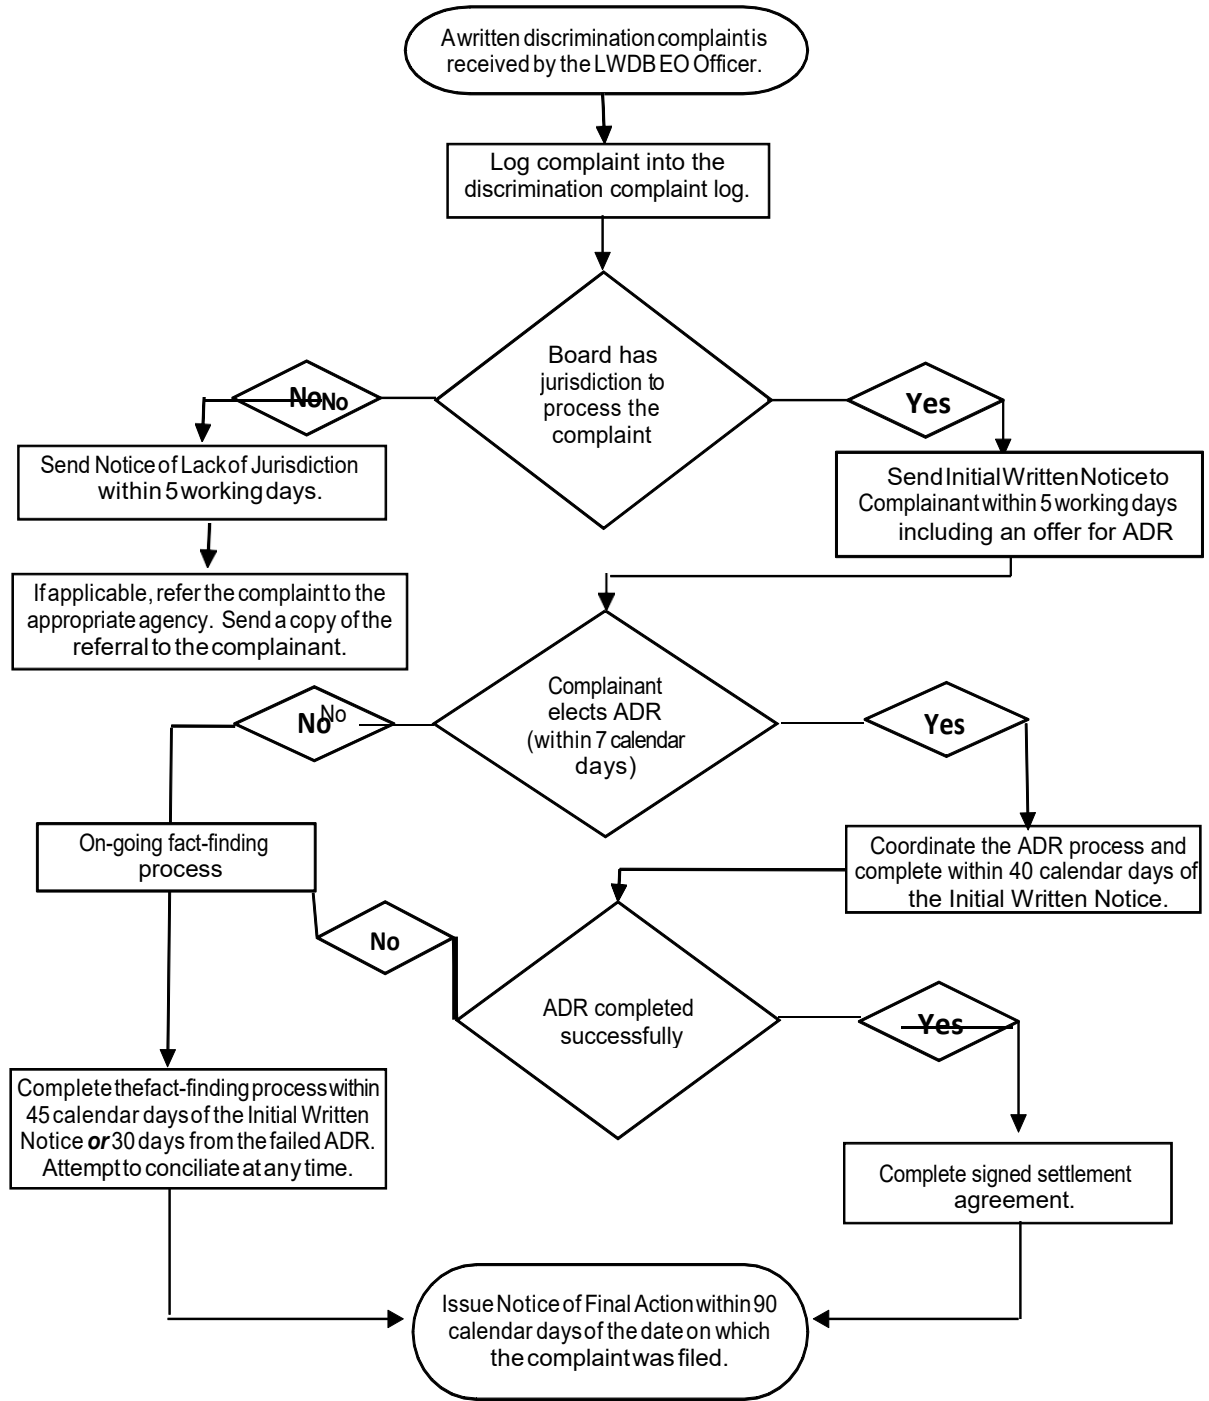 A written discrimination complaint is
received by the LWDB EO Officer.
Log complaint into the
discrimination complaint log.
Board has
jurisdiction to
process the
complaint
No
No
Yes
Send Notice of Lack of Jurisdiction
within 5 working days.
Send Initial Written Notice to
Complainant within 5 working days
including an offer for ADR
If applicable, refer the complaint to the
appropriate agency. Send a copy of the
referral to the complainant.
Complainant
elects ADR
(within 7 calendar
days)
No
No
Yes
On-going fact-finding
process
Coordinate the ADR process and
complete within 40 calendar days of
the Initial Written Notice.
No
ADR completed
successfully
Yes
Complete the fact-finding process within
45 calendar days of the Initial Written
Notice or 30 days from the failed ADR.
Attempt to conciliate at any time.
Complete signed settlement
agreement.
Issue Notice of Final Action within 90
calendar days of the date on which
the complaint was filed.